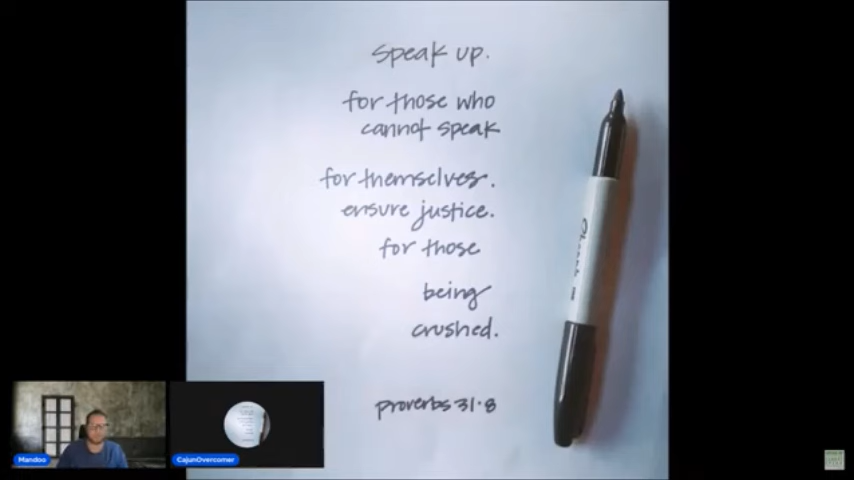 speak up.
for those who
cannot speak
for themselves.
ensure justice.
for those
being
crushed.
proverbs 31.8
Mandoo
CajunOvercomer